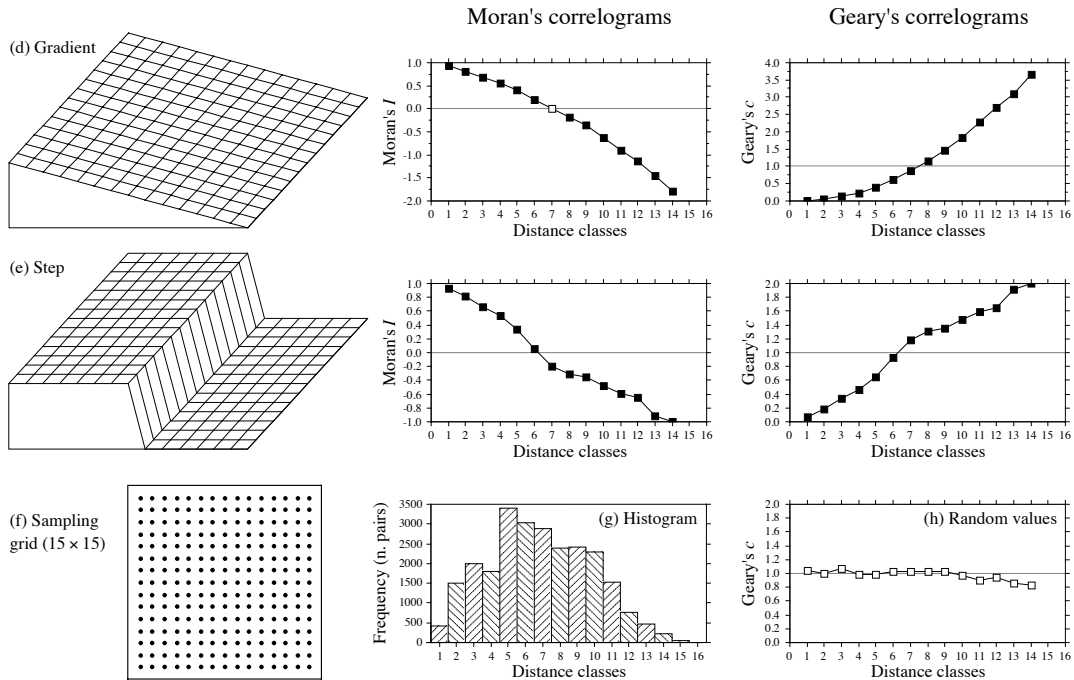 Moran's correlograms
Geary's correlograms
(d) Gradient
Moran's I
1.0
0.5
0.0
-0.5
-1.0
-1.5
-2.0
0 1 2 3 4 5 6 7 8 9 10 11 12 13 14 15 16
Distance classes
Geary's c
4.0
3.5
3.0
2.5
2.0
1.5
1.0
0.5
0.0
0 1 2 3 4 5 6 7 8 9 10 11 12 13 14 15 16
Distance classes
(e) Step
Moran's I
1.0
0.8
0.6
0.4
0.2
0.0
-0.2
-0.4
-0.6
-0.8
-1.0
0 1 2 3 4 5 6 7 8 9 10 11 12 13 14 15 16
Distance classes
Geary's c
2.0
1.8
1.6
1.4
1.2
1.0
0.8
0.6
0.4
0.2
0.0
0 1 2 3 4 5 6 7 8 9 10 11 12 13 14 15 16
Distance classes
(f) Sampling
grid (15 × 15)
(g) Histogram
Frequency (n. pairs)
3500
3000
2500
2000
1500
1000
500
0
1 2 3 4 5 6 7 8 9 10 11 12 13 14 15 16
Distance classes
(h) Random values
Geary's c
2.0
1.8
1.6
1.4
1.2
1.0
0.8
0.6
0.4
0.2
0.0
0 1 2 3 4 5 6 7 8 9 10 11 12 13 14 15 16
Distance classes